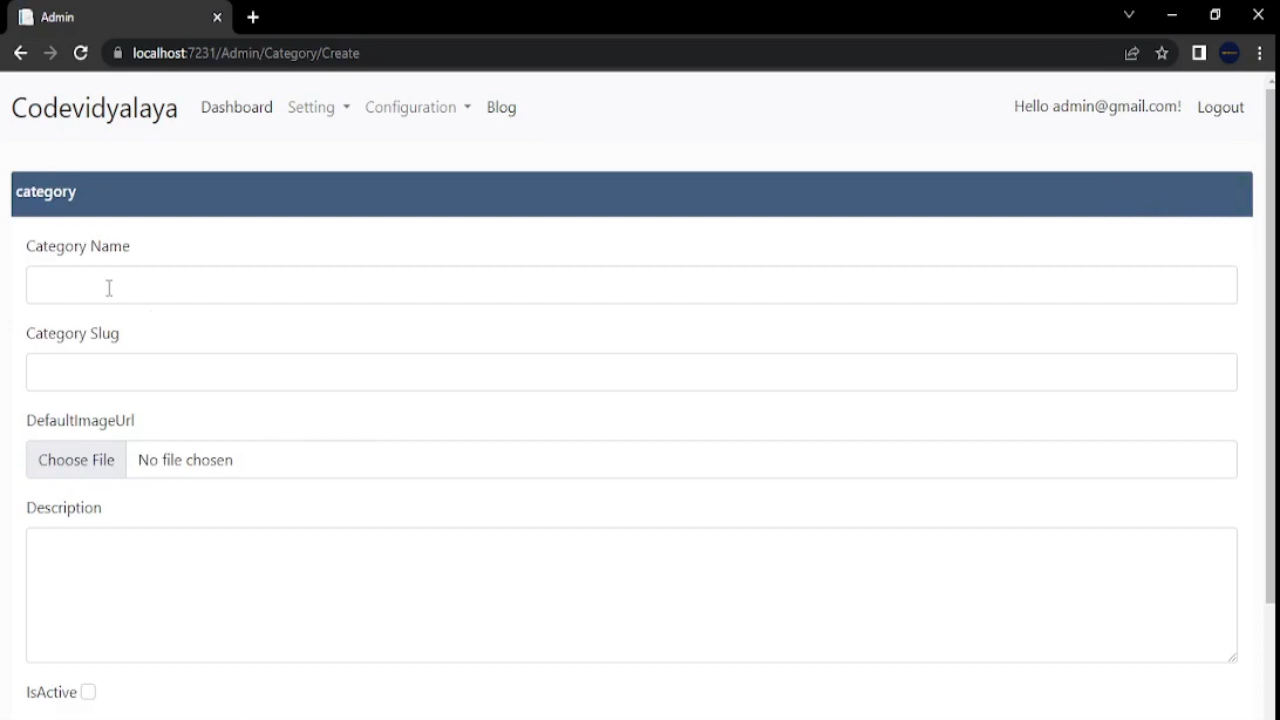 Admin
localhost:7231/Admin/Category/Create
Codevidyalaya Dashboard Setting Configuration Blog Hello admin@gmail.com! Logout
category
Category Name
Category Slug
DefaultImageUrl
Choose File No file chosen
Description
IsActive